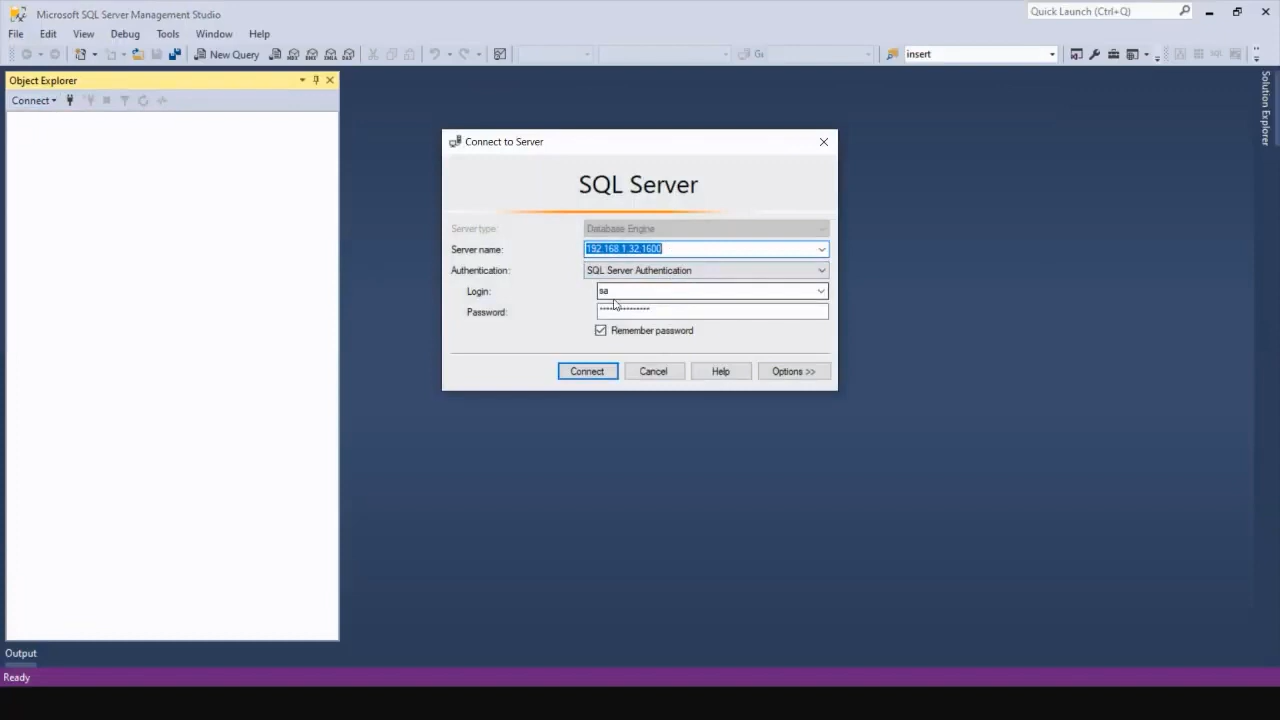 Microsoft SQL Server Management Studio
Quick Launch (Ctrl+Q)
File Edit View Debug Tools Window Help
New Query
insert
Object Explorer
Connect
Solution Explorer
Connect to Server
SQL Server
Server type: Database Engine
Server name: 192.168.1.32,1600
Authentication: SQL Server Authentication
Login: sa
Password: ***************
Remember password
Connect Cancel Help Options >>
Output
Ready